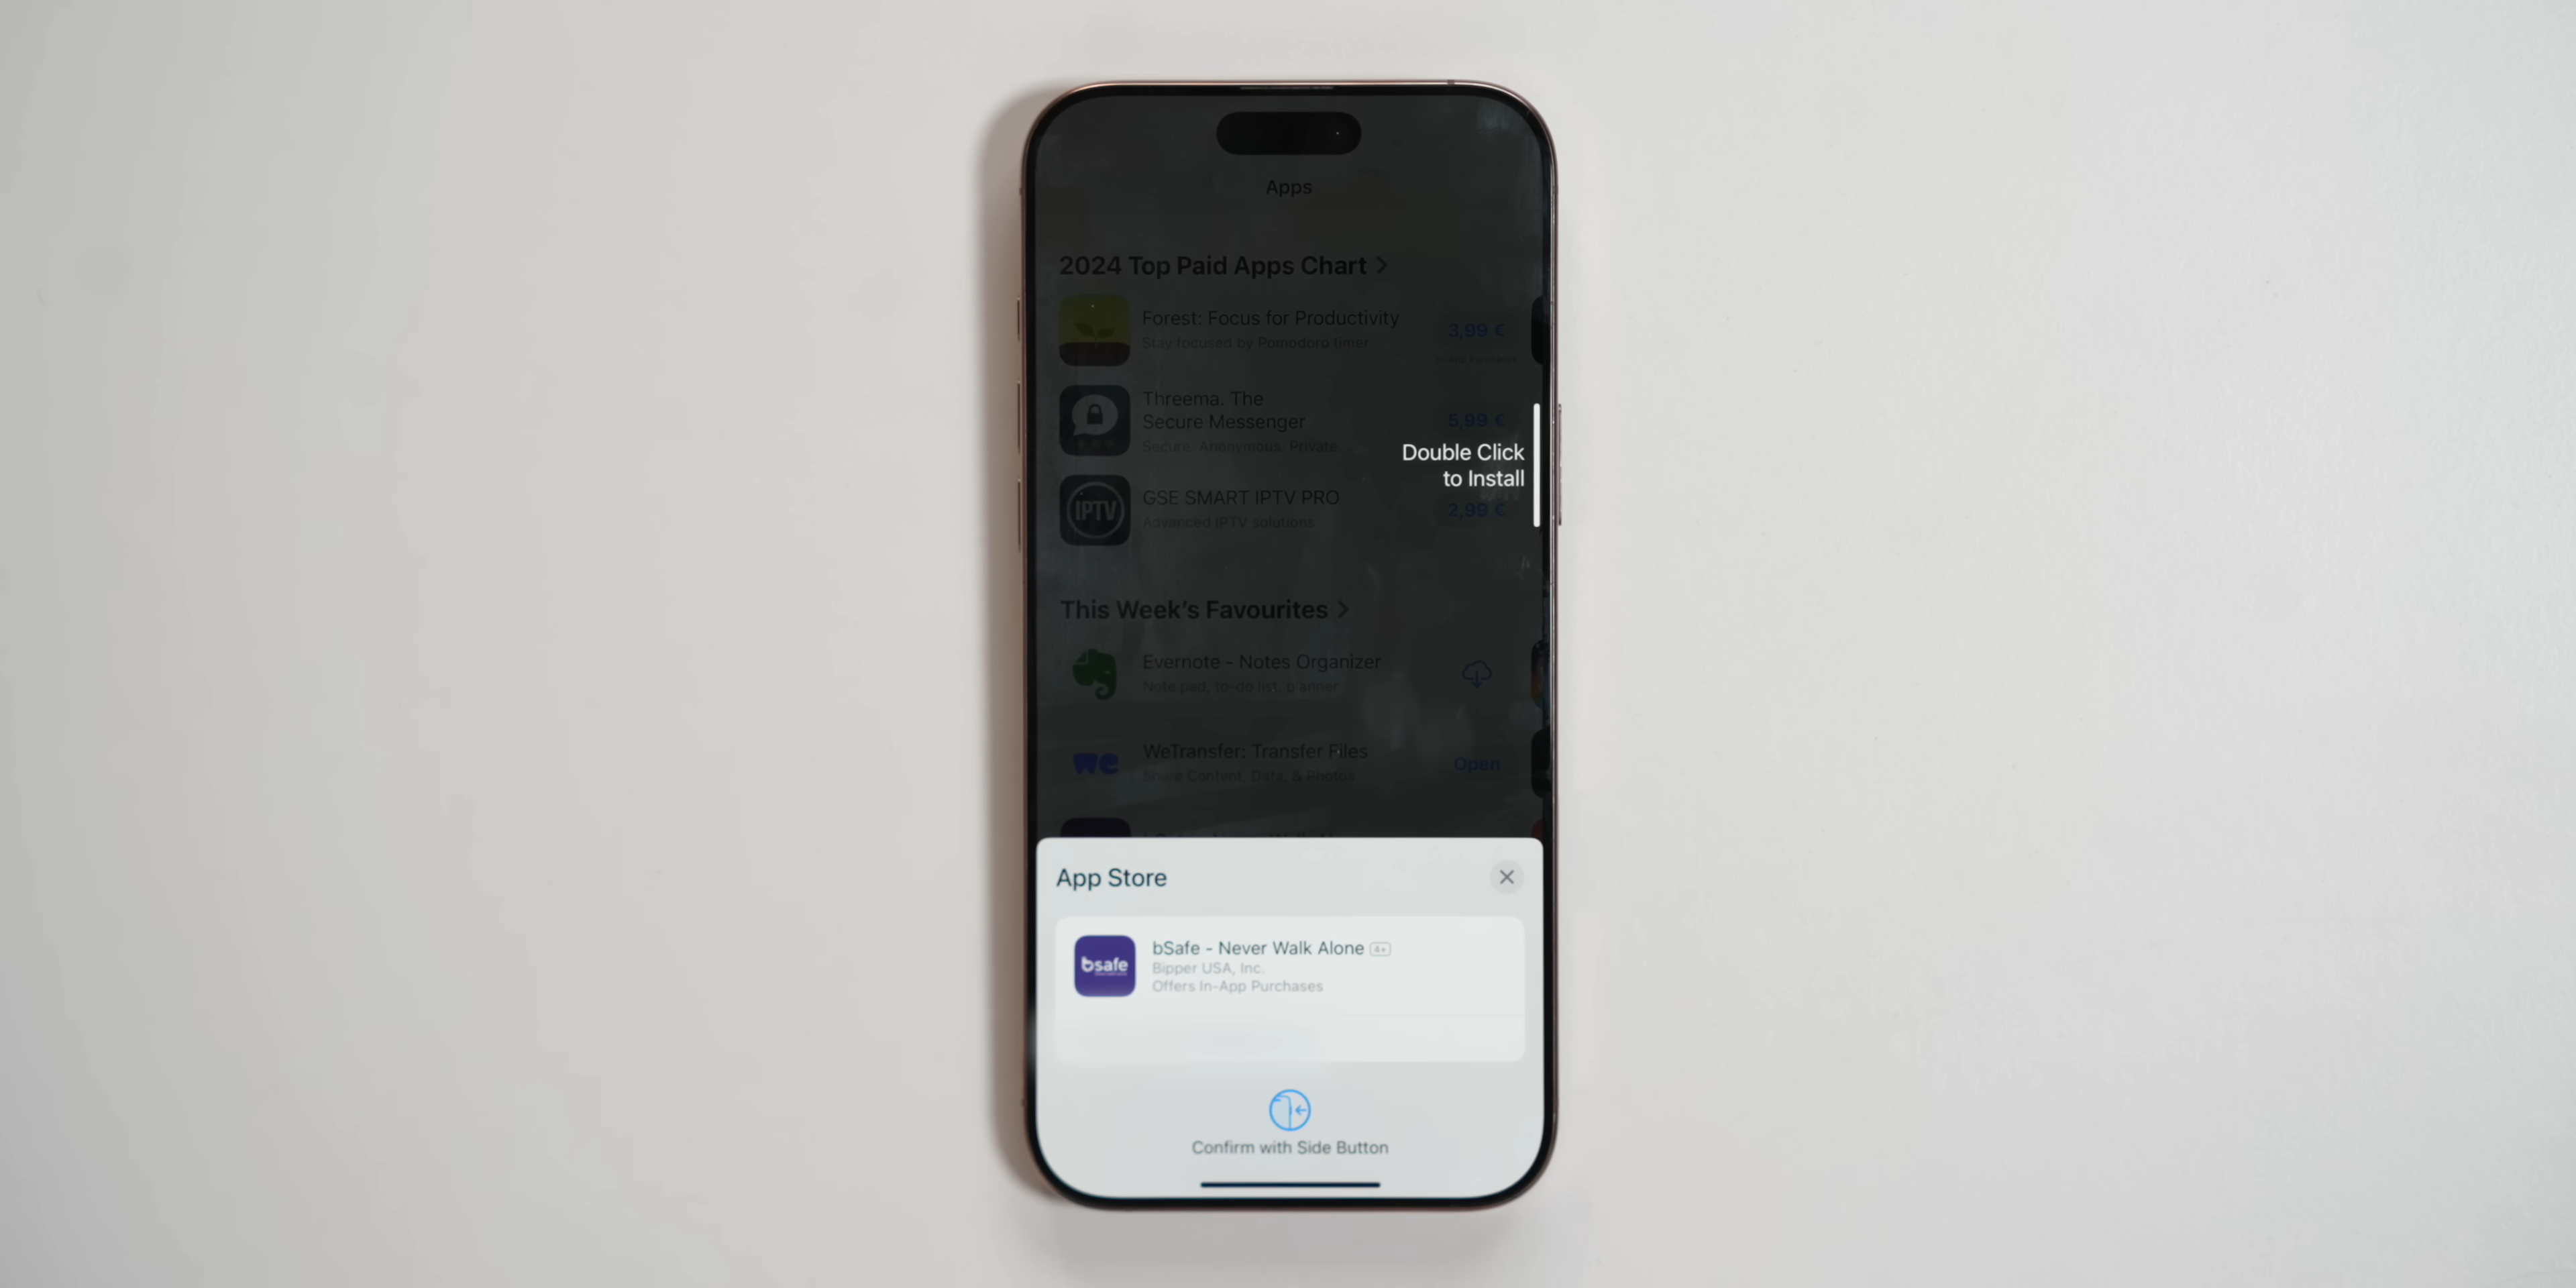 Apps
2024 Top Paid Apps Chart
Forest: Focus for Productivity
Stay focused by Pomodoro timer
3,99 €
In-App Purchases
Threema. The
Secure Messenger
Secure. Anonymous. Private.
5,99 €
Double Click
to Install
IPTV
GSE SMART IPTV PRO
Advanced IPTV solutions
2,99 €
This Week's Favourites
Evernote - Notes Organizer
Note pad, to-do list, planner
we
WeTransfer: Transfer Files
Share Content, Data, & Photos
Open
App Store
bsafe
bSafe - Never Walk Alone 4+
Bipper USA, Inc.
Offers In-App Purchases
Confirm with Side Button